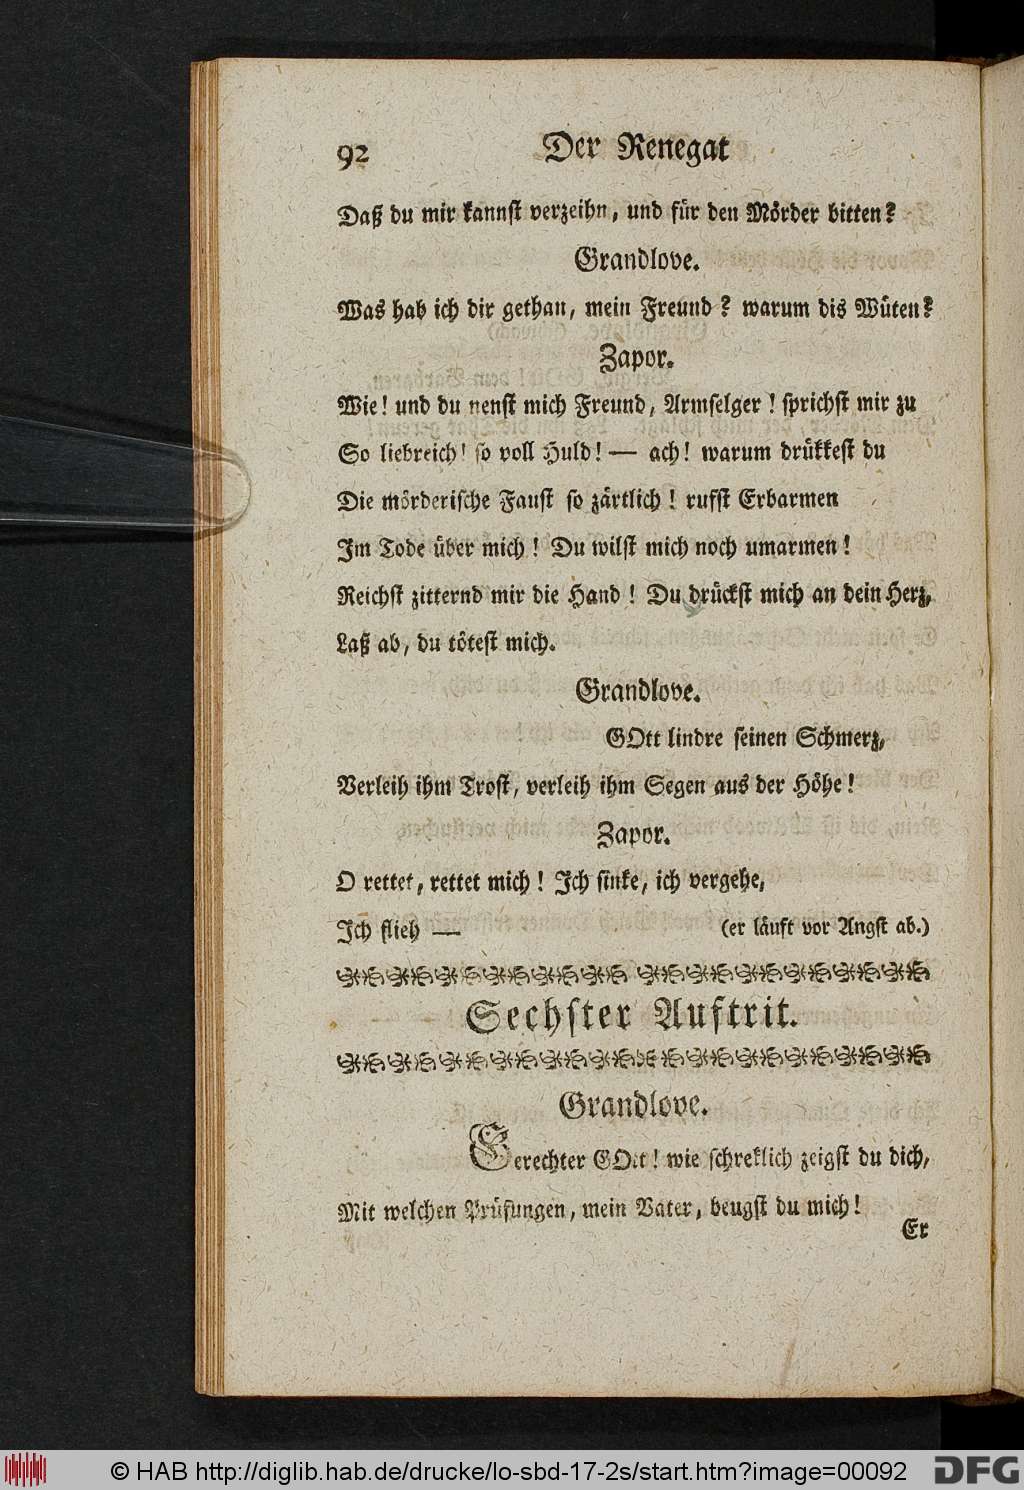 92 Der Renegat
Daß du mir kannst verzeihn, und für den Mörder bitten?
Grandlove.
Was hab ich dir gethan, mein Freund? warum dis Wüten?
Zapor.
Wie! und du nenst mich Freund, Armselger! sprichst mir zu
So liebreich! so voll Huld! — ach! warum drükkest du
Die mörderische Faust so zärtlich! rufst Erbarmen
Im Tode über mich! Du wilst mich noch umarmen!
Reichst zitternd mir die Hand! Du drückst mich an dein Herz,
Laß ab, du tötest mich.
Grandlove.
GOtt lindre seinen Schmerz,
Verleih ihm Trost, verleih ihm Segen aus der Höhe!
Zapor.
O rettet, rettet mich! Ich sinke, ich vergehe,
Ich flieh — (er läuft vor Angst ab.)
Sechster Auftrit.
Grandlove.
Gerechter GOtt! wie schreklich zeigst du dich,
Mit welchen Prüfungen, mein Vater, beugst du mich!
Er
© HAB http://diglib.hab.de/drucke/lo-sbd-17-2s/start.htm?image=00092
DFG